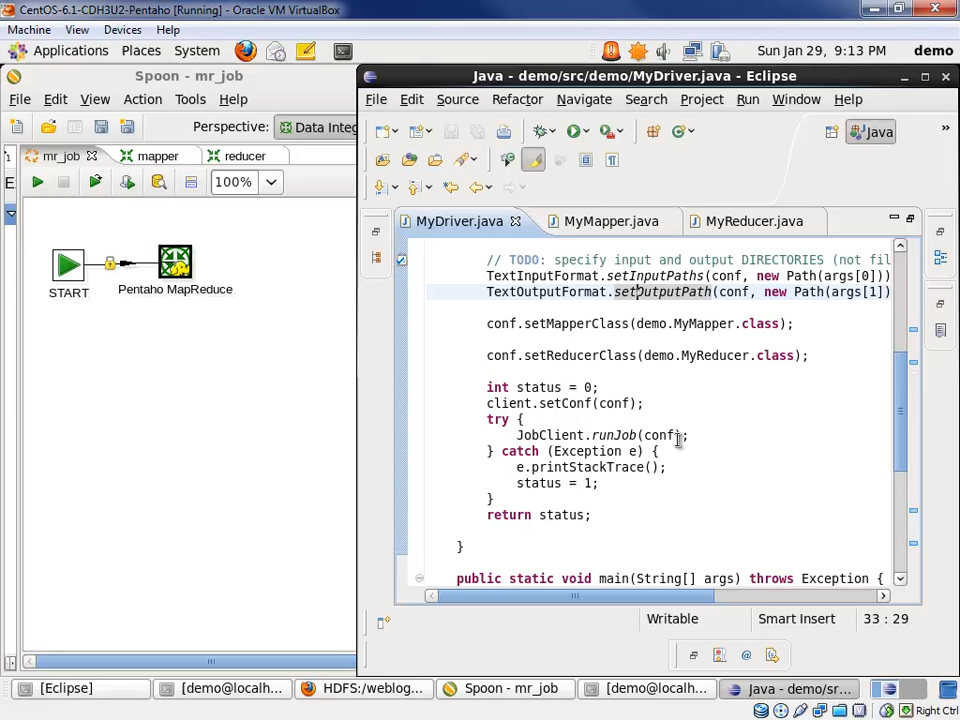 CentOS-6.1-CDH3U2-Pentaho [Running] - Oracle VM VirtualBox
Machine View Devices Help
Applications Places System Sun Jan 29, 9:13 PM demo
Spoon - mr_job
File Edit View Action Tools Help
Perspective: Data Integ
mr_job mapper reducer
100%
START
Pentaho MapReduce
Java - demo/src/demo/MyDriver.java - Eclipse
File Edit Source Refactor Navigate Search Project Run Window Help
Java »
MyDriver.java MyMapper.java MyReducer.java
// TODO: specify input and output DIRECTORIES (not fil
TextInputFormat.setInputPaths(conf, new Path(args[0]))
TextOutputFormat.setOutputPath(conf, new Path(args[1])
conf.setMapperClass(demo.MyMapper.class);
conf.setReducerClass(demo.MyReducer.class);
int status = 0;
client.setConf(conf);
try {
JobClient.runJob(conf);
} catch (Exception e) {
e.printStackTrace();
status = 1;
}
return status;
}
public static void main(String[] args) throws Exception {
Writable Smart Insert 33 : 29
[Eclipse] [demo@localh... HDFS:/weblog... Spoon - mr_job [demo@localh... Java - demo/sr...
Right Ctrl